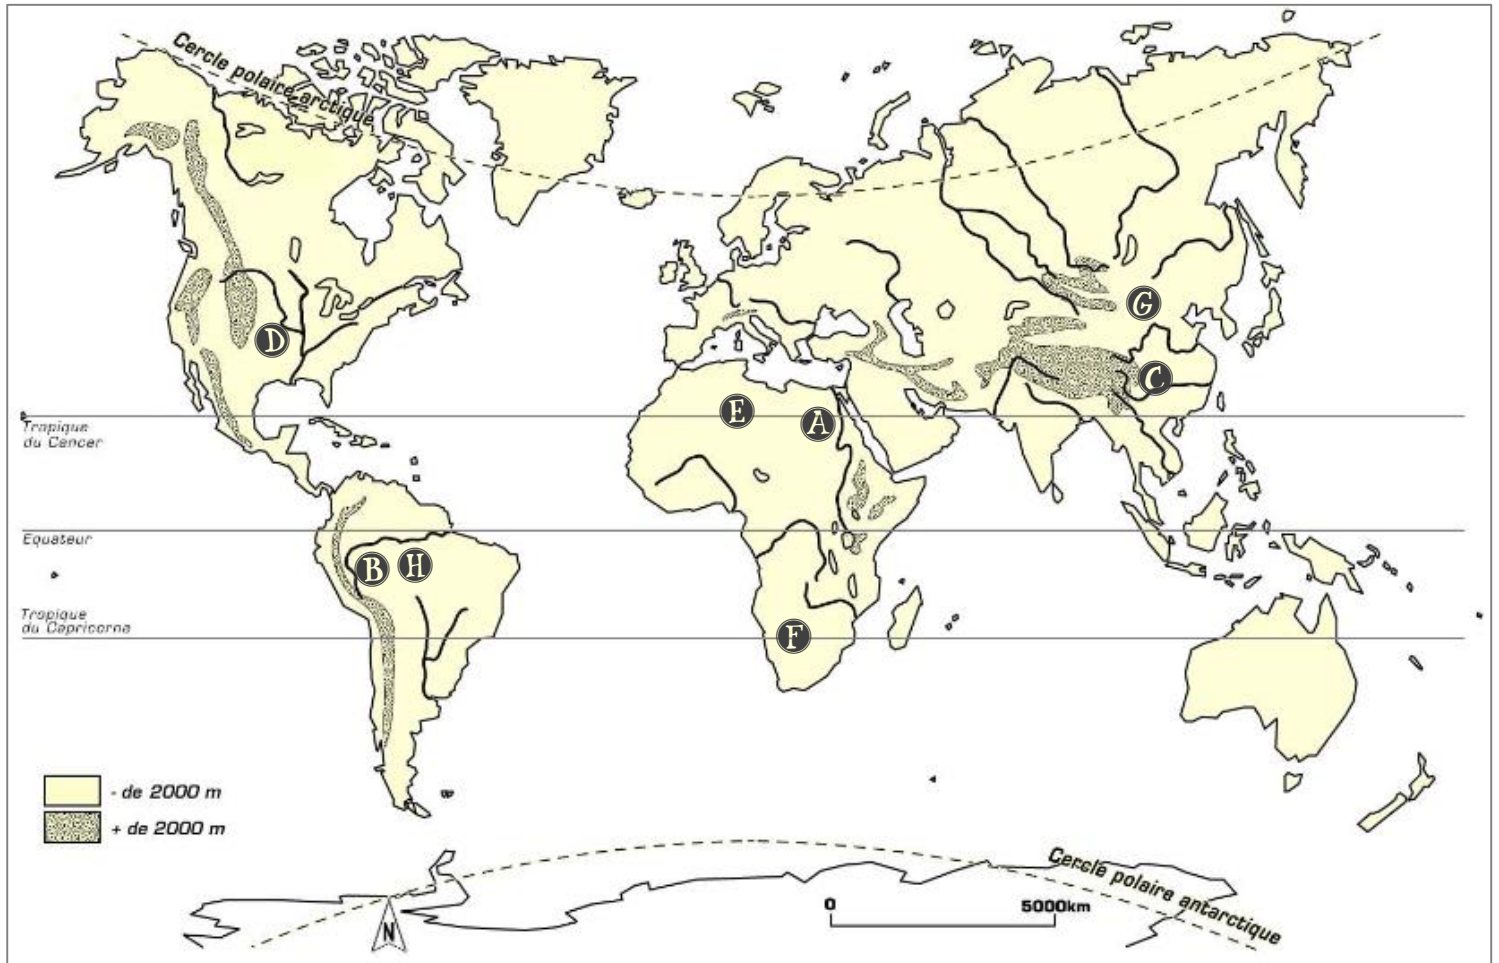 Cercle polaire arctique
G
D
C
E
A
Tropique
du Cancer
Equateur
B
H
Tropique
du Capricorne
F
- de 2000 m
+ de 2000 m
Cercle polaire antarctique
0
5000km
N